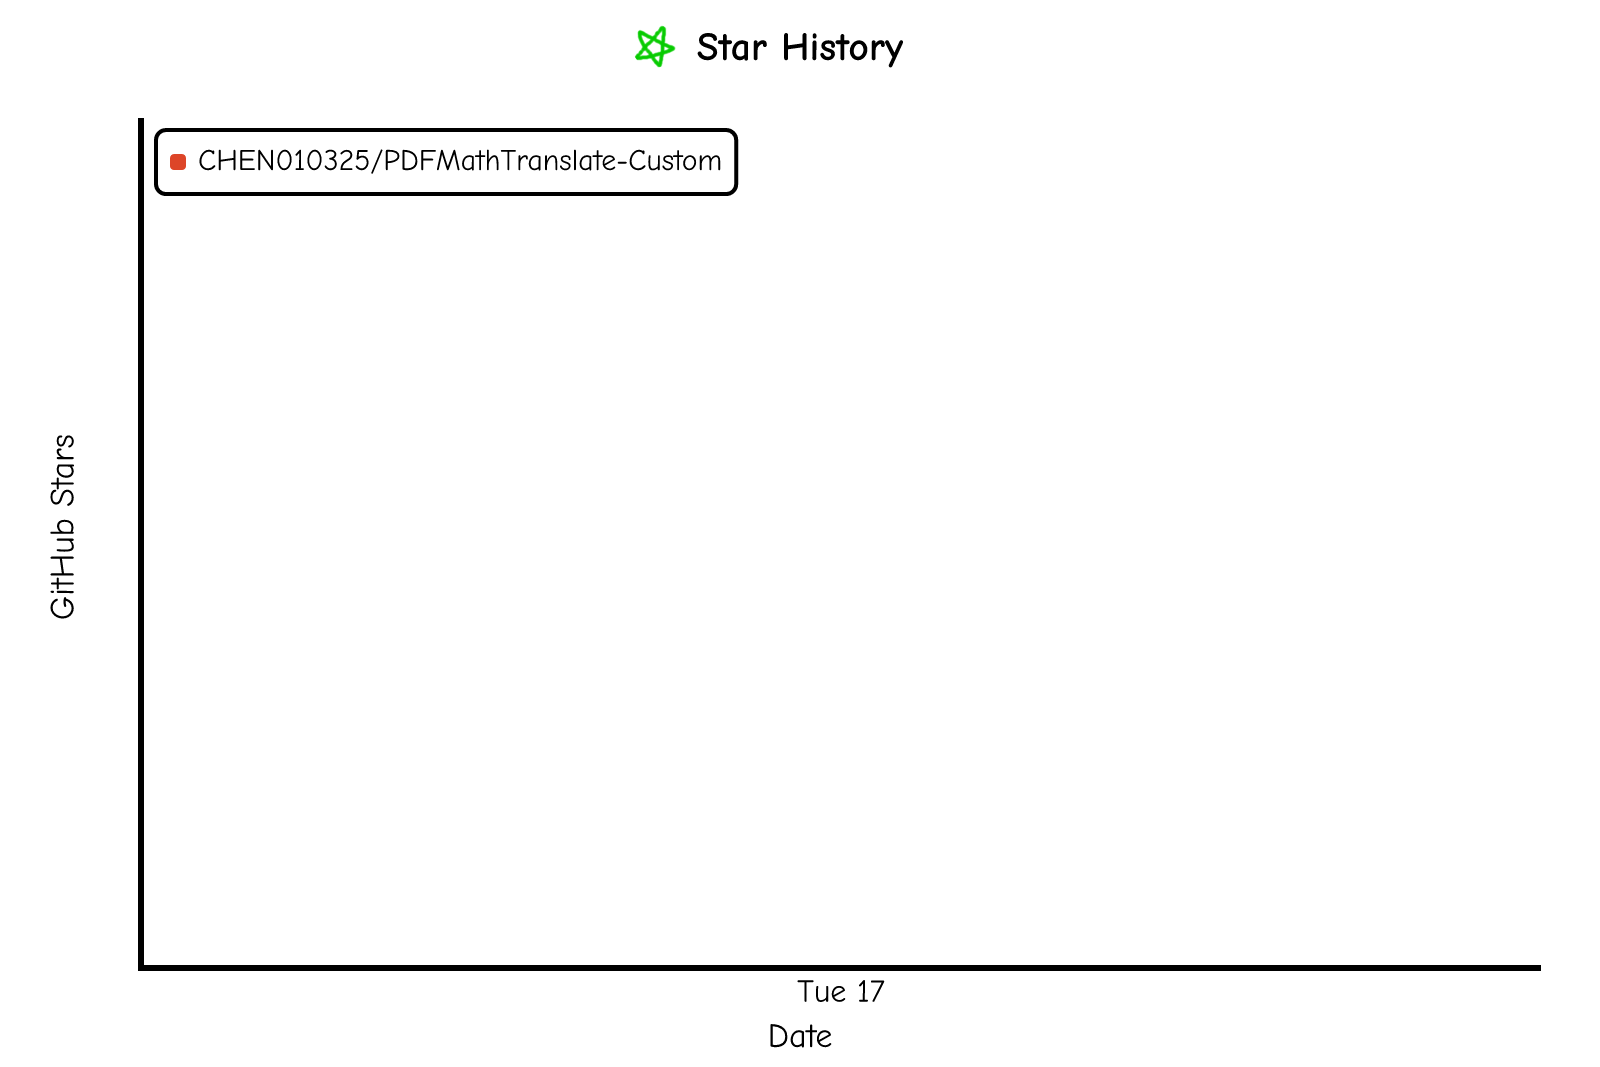 Star History
CHEN010325/PDFMathTranslate-Custom
GitHub Stars
Tue 17
Date